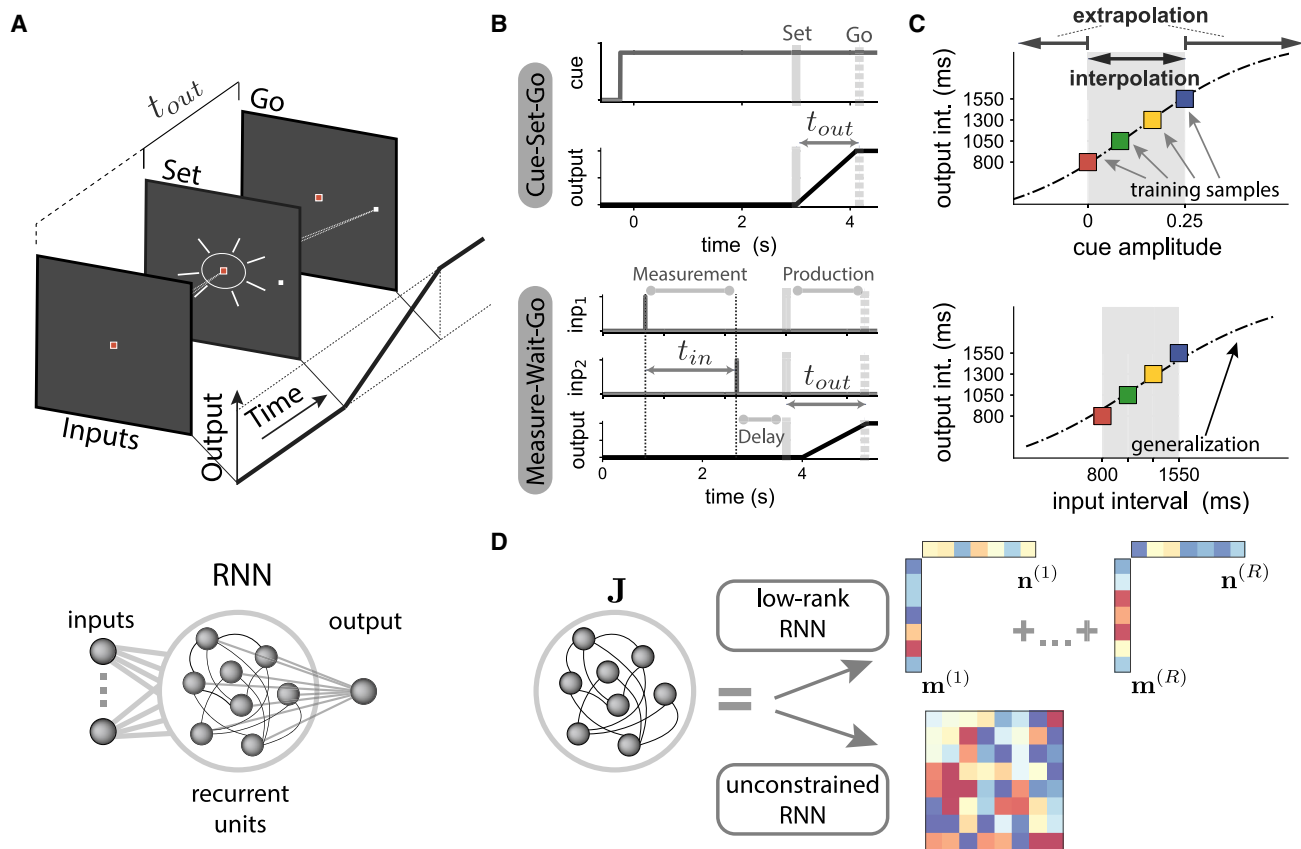 A
t_out
Go
Set
Inputs
Output
Time
RNN
inputs
output
recurrent
units
B
Cue-Set-Go
Set
Go
cue
t_out
output
0
2
4
time (s)
Measure-Wait-Go
Measurement
Production
inp1
t_in
inp2
t_out
Delay
output
0
2
4
time (s)
C
extrapolation
interpolation
output int. (ms)
1550
1300
1050
800
training samples
0
0.25
cue amplitude
output int. (ms)
1550
1300
1050
800
generalization
800
1550
input interval (ms)
D
J
=
low-rank
RNN
unconstrained
RNN
n(1)
m(1)
+ ... +
n(R)
m(R)